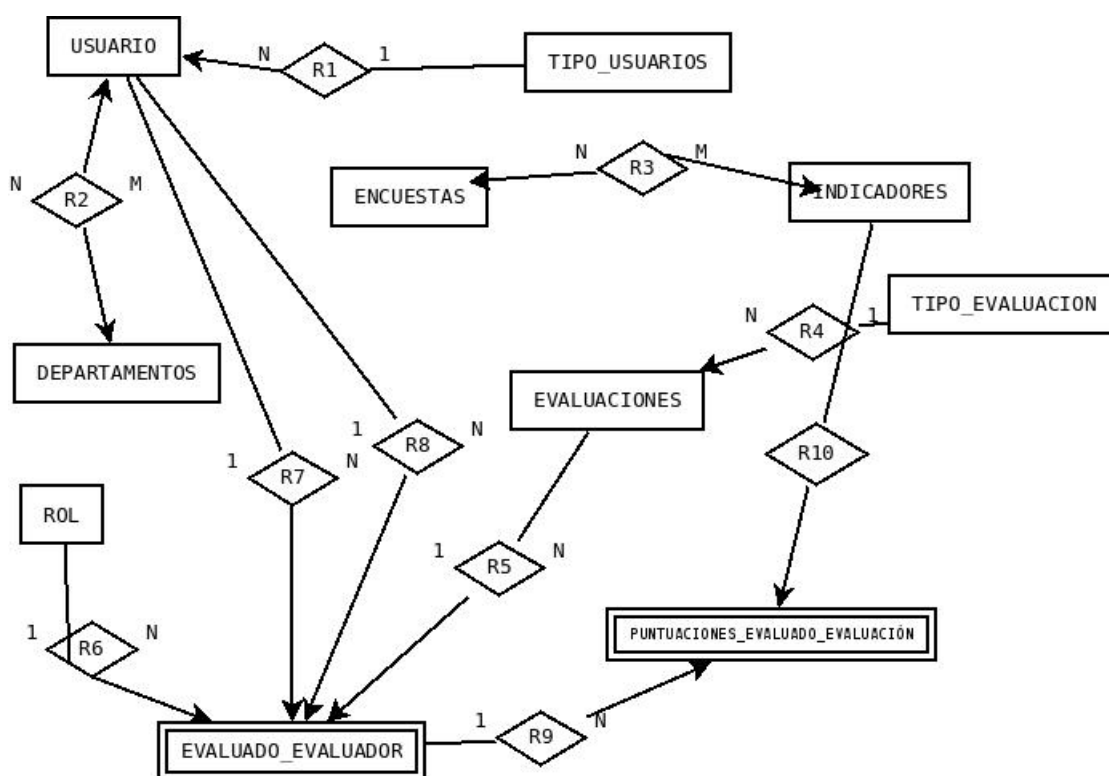 USUARIO
N
R1
1
TIPO_USUARIOS
N
R3
M
ENCUESTAS
INDICADORES
N
R2
M
TIPO_EVALUACION
N
R4
1
DEPARTAMENTOS
EVALUACIONES
1
R8
N
1
R7
N
R10
ROL
1
R5
N
1
R6
N
PUNTUACIONES_EVALUADO_EVALUACIÓN
EVALUADO_EVALUADOR
1
R9
N